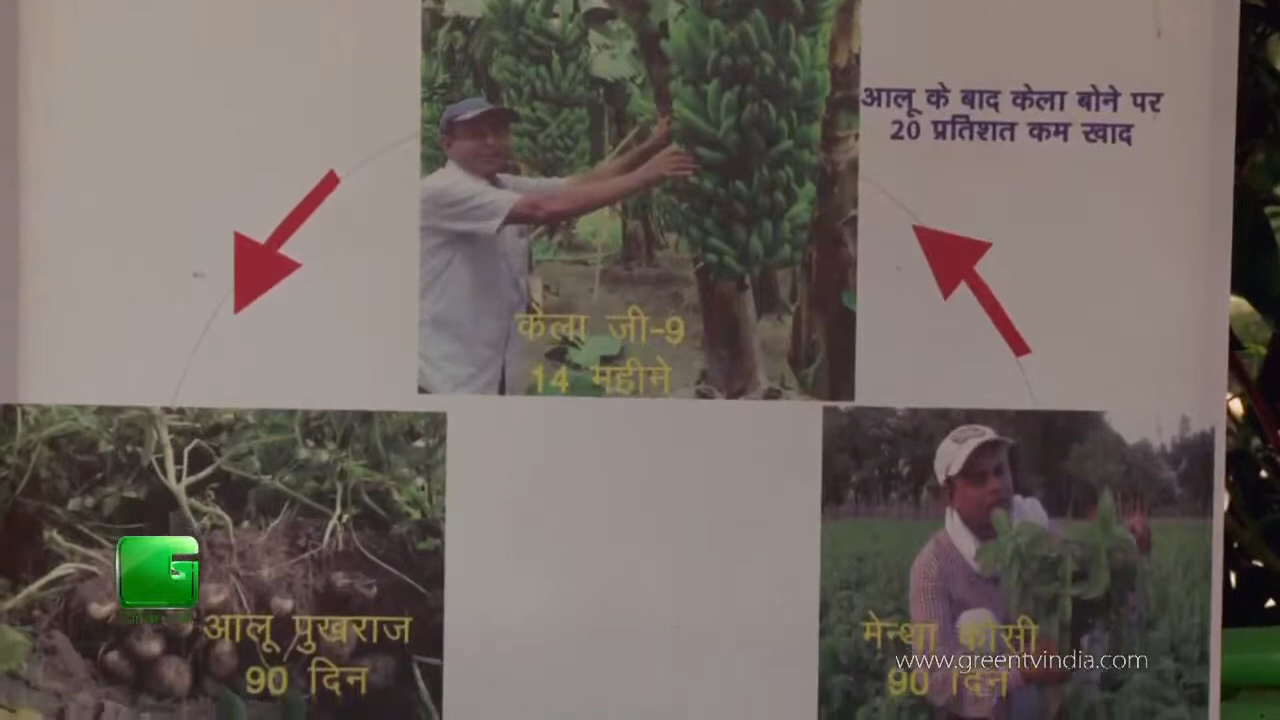 आलू के बाद केला बोने पर
20 प्रतिशत कम खाद
केला जी-9
14 महीने
आलू पुखराज
90 दिन
मेन्था कोसी
90 दिन
www.greentvindia.com